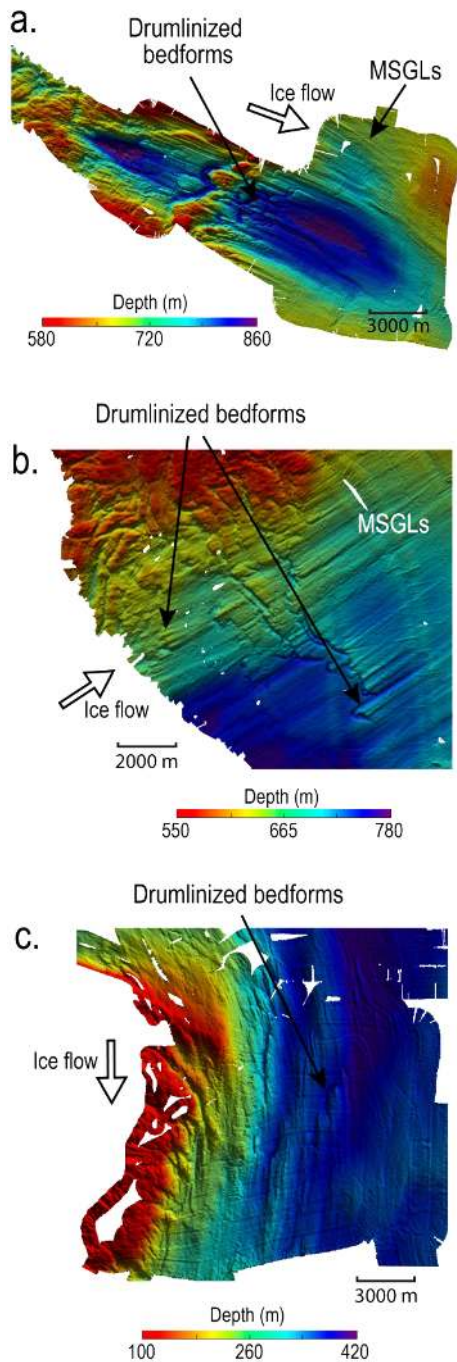 a.
Drumlinized
bedforms
MSGLs
Ice flow
Depth (m)
580 720 860
3000 m
Drumlinized bedforms
b.
MSGLs
Ice flow
2000 m
Depth (m)
550 665 780
Drumlinized bedforms
c.
Ice flow
3000 m
Depth (m)
100 260 420